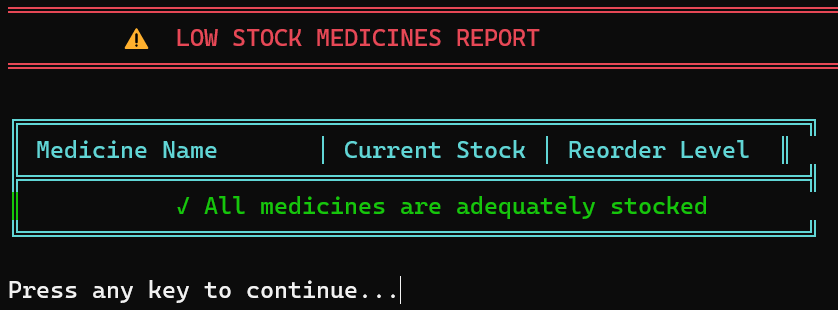 ⚠ LOW STOCK MEDICINES REPORT
Medicine Name │ Current Stock │ Reorder Level ║
√ All medicines are adequately stocked
Press any key to continue...